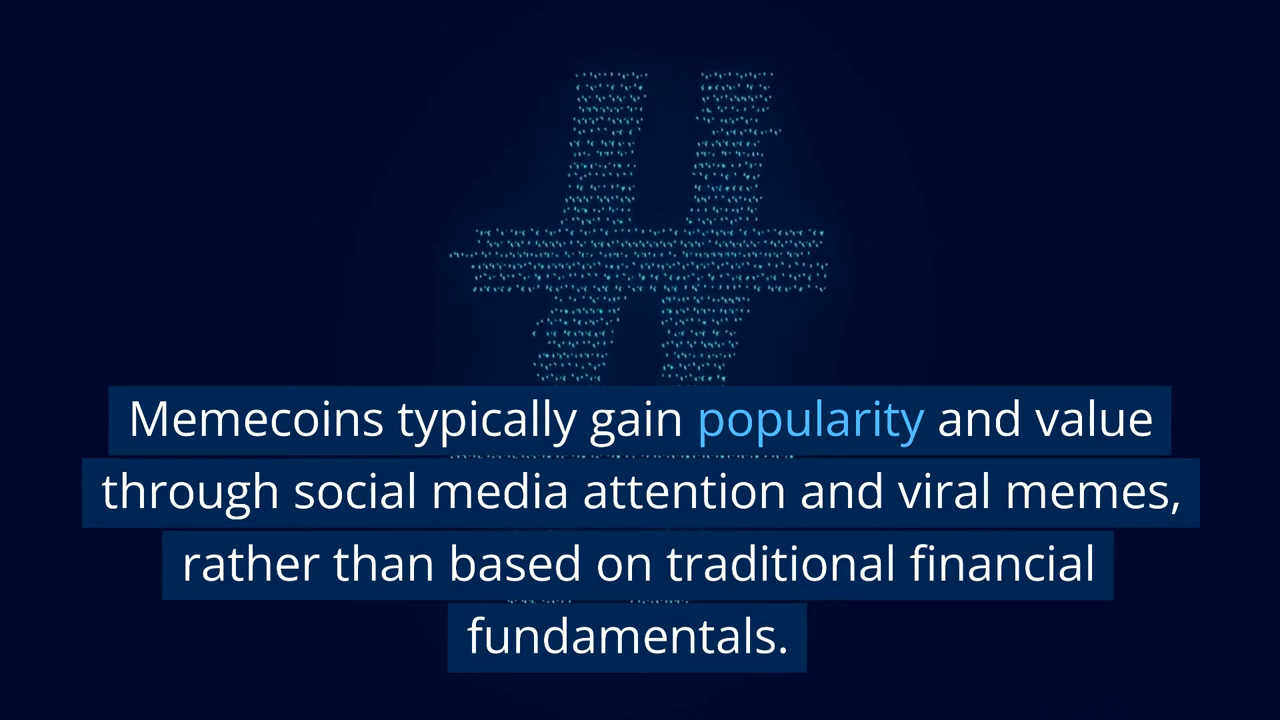 Memecoins typically gain popularity and value
through social media attention and viral memes,
rather than based on traditional financial
fundamentals.